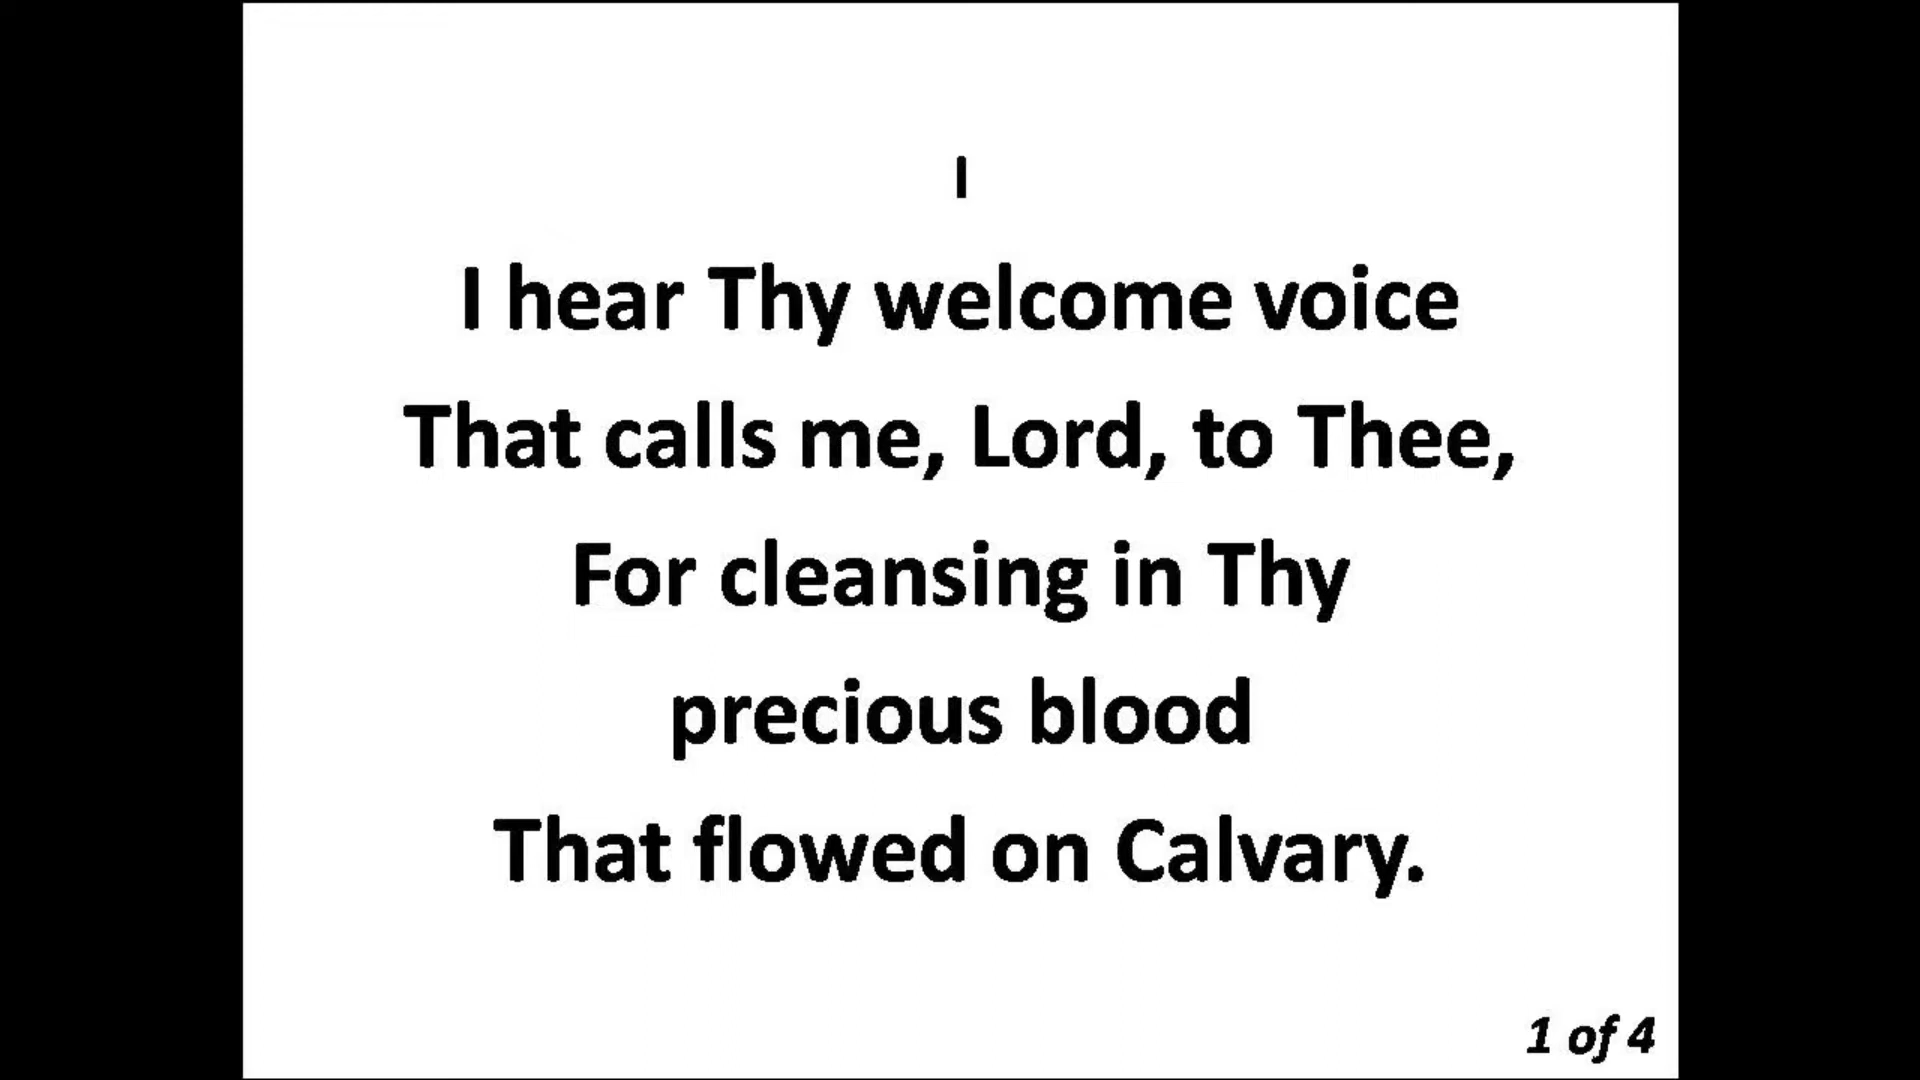 I
I hear Thy welcome voice
That calls me, Lord, to Thee,
For cleansing in Thy
precious blood
That flowed on Calvary.
1 of 4